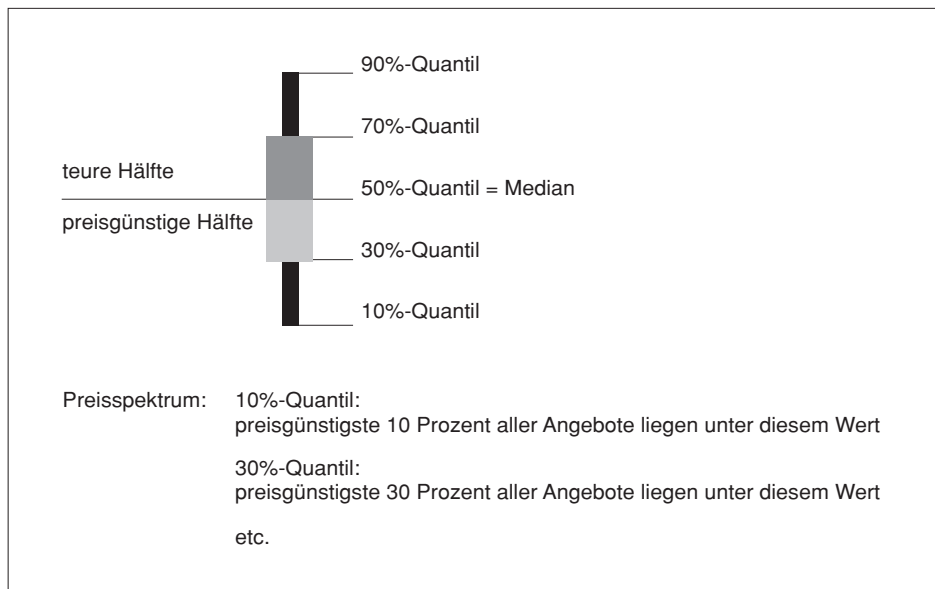 90%-Quantil
70%-Quantil
teure Hälfte
50%-Quantil = Median
preisgünstige Hälfte
30%-Quantil
10%-Quantil
Preisspektrum: 10%-Quantil:
preisgünstigste 10 Prozent aller Angebote liegen unter diesem Wert
30%-Quantil:
preisgünstigste 30 Prozent aller Angebote liegen unter diesem Wert
etc.